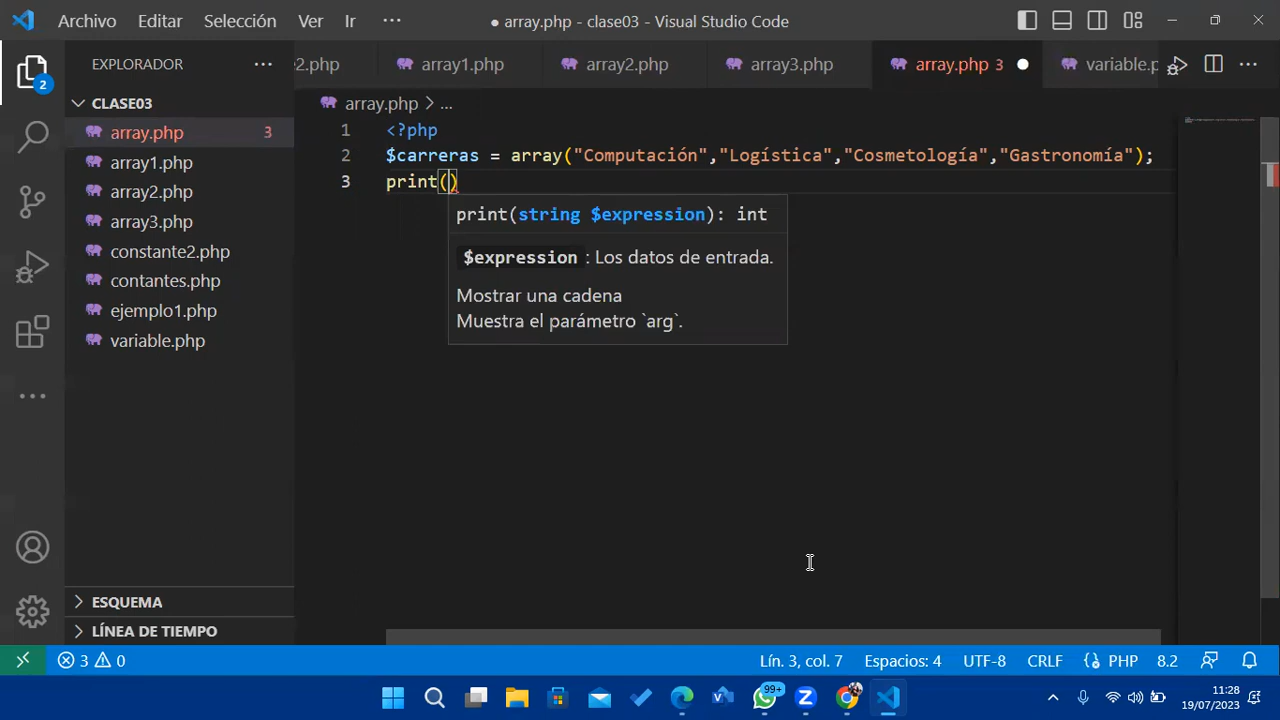 Archivo Editar Selección Ver Ir ··· ● array.php - clase03 - Visual Studio Code
EXPLORADOR ···
e2.php array1.php array2.php array3.php array.php 3 ● variable.p ···
CLASE03
array.php 3
array1.php
array2.php
array3.php
constante2.php
contantes.php
ejemplo1.php
variable.php
array.php > ...
1 <?php
2 $carreras = array("Computación","Logística","Cosmetología","Gastronomía");
3 print()
print(string $expression): int
$expression : Los datos de entrada.
Mostrar una cadena
Muestra el parámetro `arg`.
ESQUEMA
LÍNEA DE TIEMPO
2
3 0 Lín. 3, col. 7 Espacios: 4 UTF-8 CRLF {} PHP 8.2
99+
11:28
19/07/2023